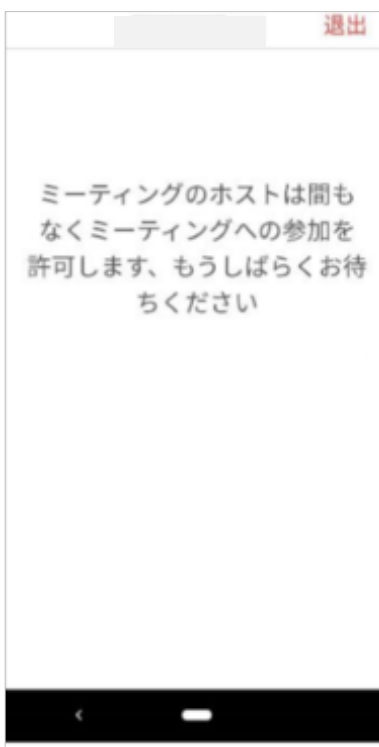 退出
ミーティングのホストは間も
なくミーティングへの参加を
許可します、もうしばらくお待
ちください